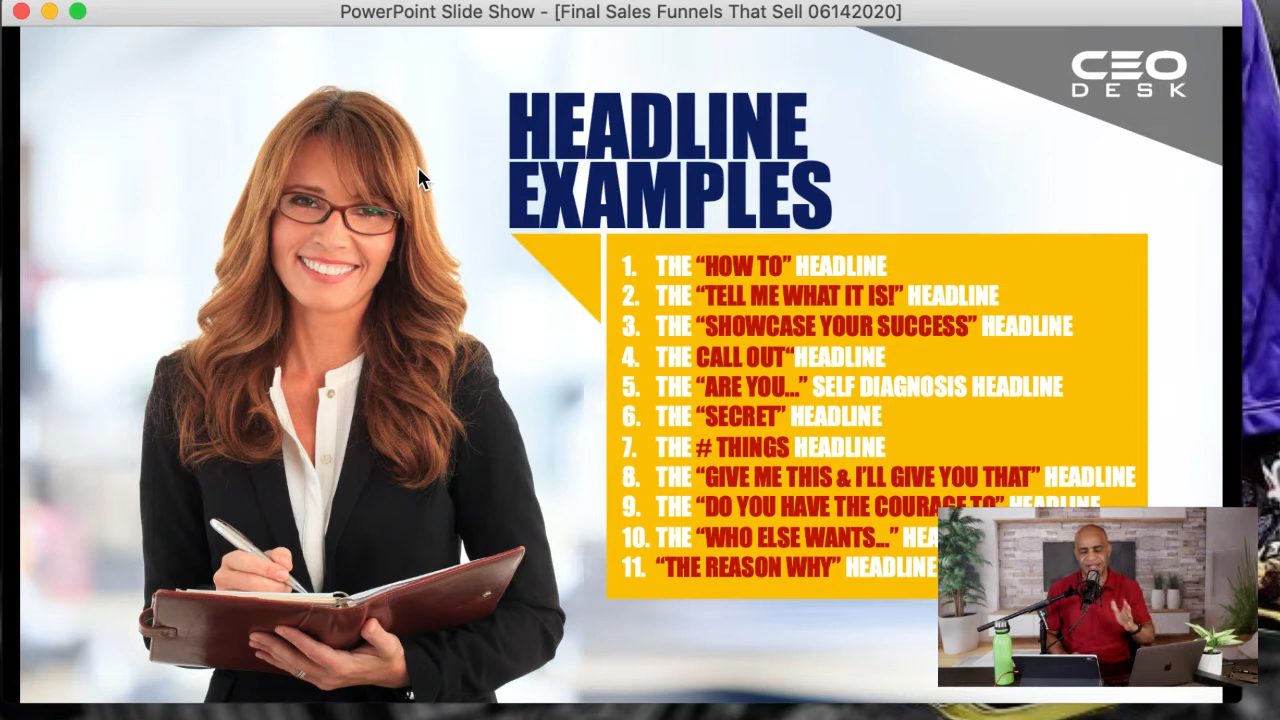 PowerPoint Slide Show - [Final Sales Funnels That Sell 06142020]
CEO
DESK
HEADLINE
EXAMPLES
1. THE “HOW TO” HEADLINE
2. THE “TELL ME WHAT IT IS!” HEADLINE
3. THE “SHOWCASE YOUR SUCCESS” HEADLINE
4. THE CALL OUT“HEADLINE
5. THE “ARE YOU...” SELF DIAGNOSIS HEADLINE
6. THE “SECRET” HEADLINE
7. THE # THINGS HEADLINE
8. THE “GIVE ME THIS & I’LL GIVE YOU THAT” HEADLINE
9. THE “DO YOU HAVE THE COURAGE TO” HEADLINE
10. THE “WHO ELSE WANTS...” HEA
11. “THE REASON WHY” HEADLINE